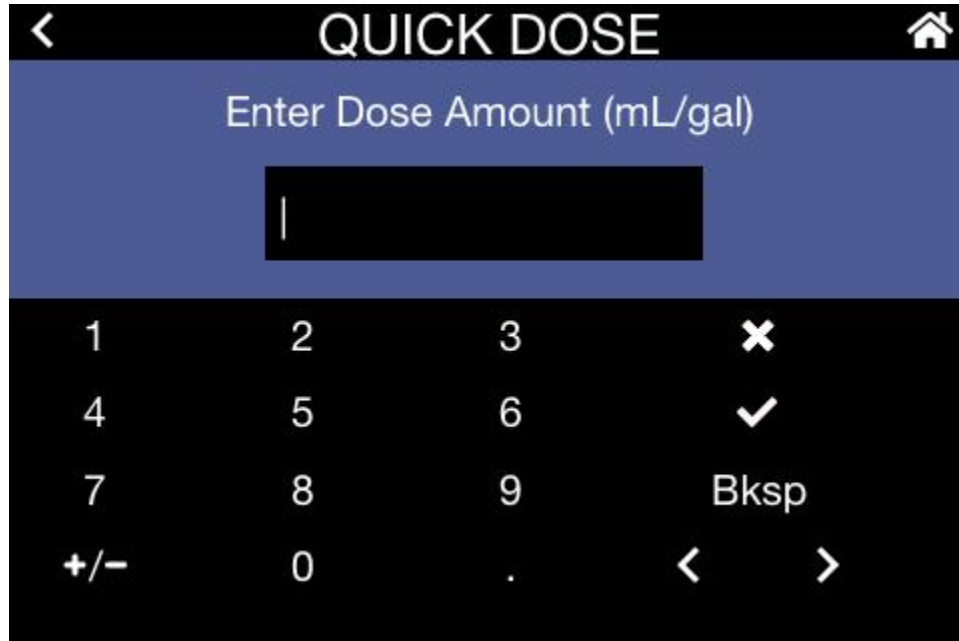 QUICK DOSE
Enter Dose Amount (mL/gal)
1 2 3
4 5 6
7 8 9 Bksp
+/- 0 .